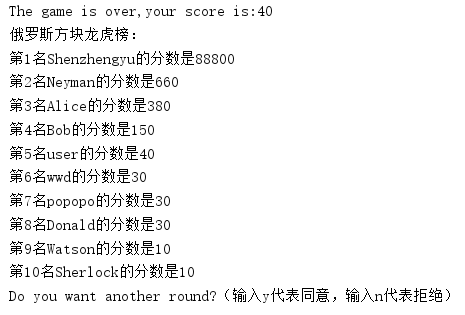 The game is over,your score is:40
俄罗斯方块龙虎榜：
第1名Shenzhengyu的分数是88800
第2名Neyman的分数是660
第3名Alice的分数是380
第4名Bob的分数是150
第5名user的分数是40
第6名wwd的分数是30
第7名popopo的分数是30
第8名Donald的分数是30
第9名Watson的分数是10
第10名Sherlock的分数是10
Do you want another round?（输入y代表同意，输入n代表拒绝）